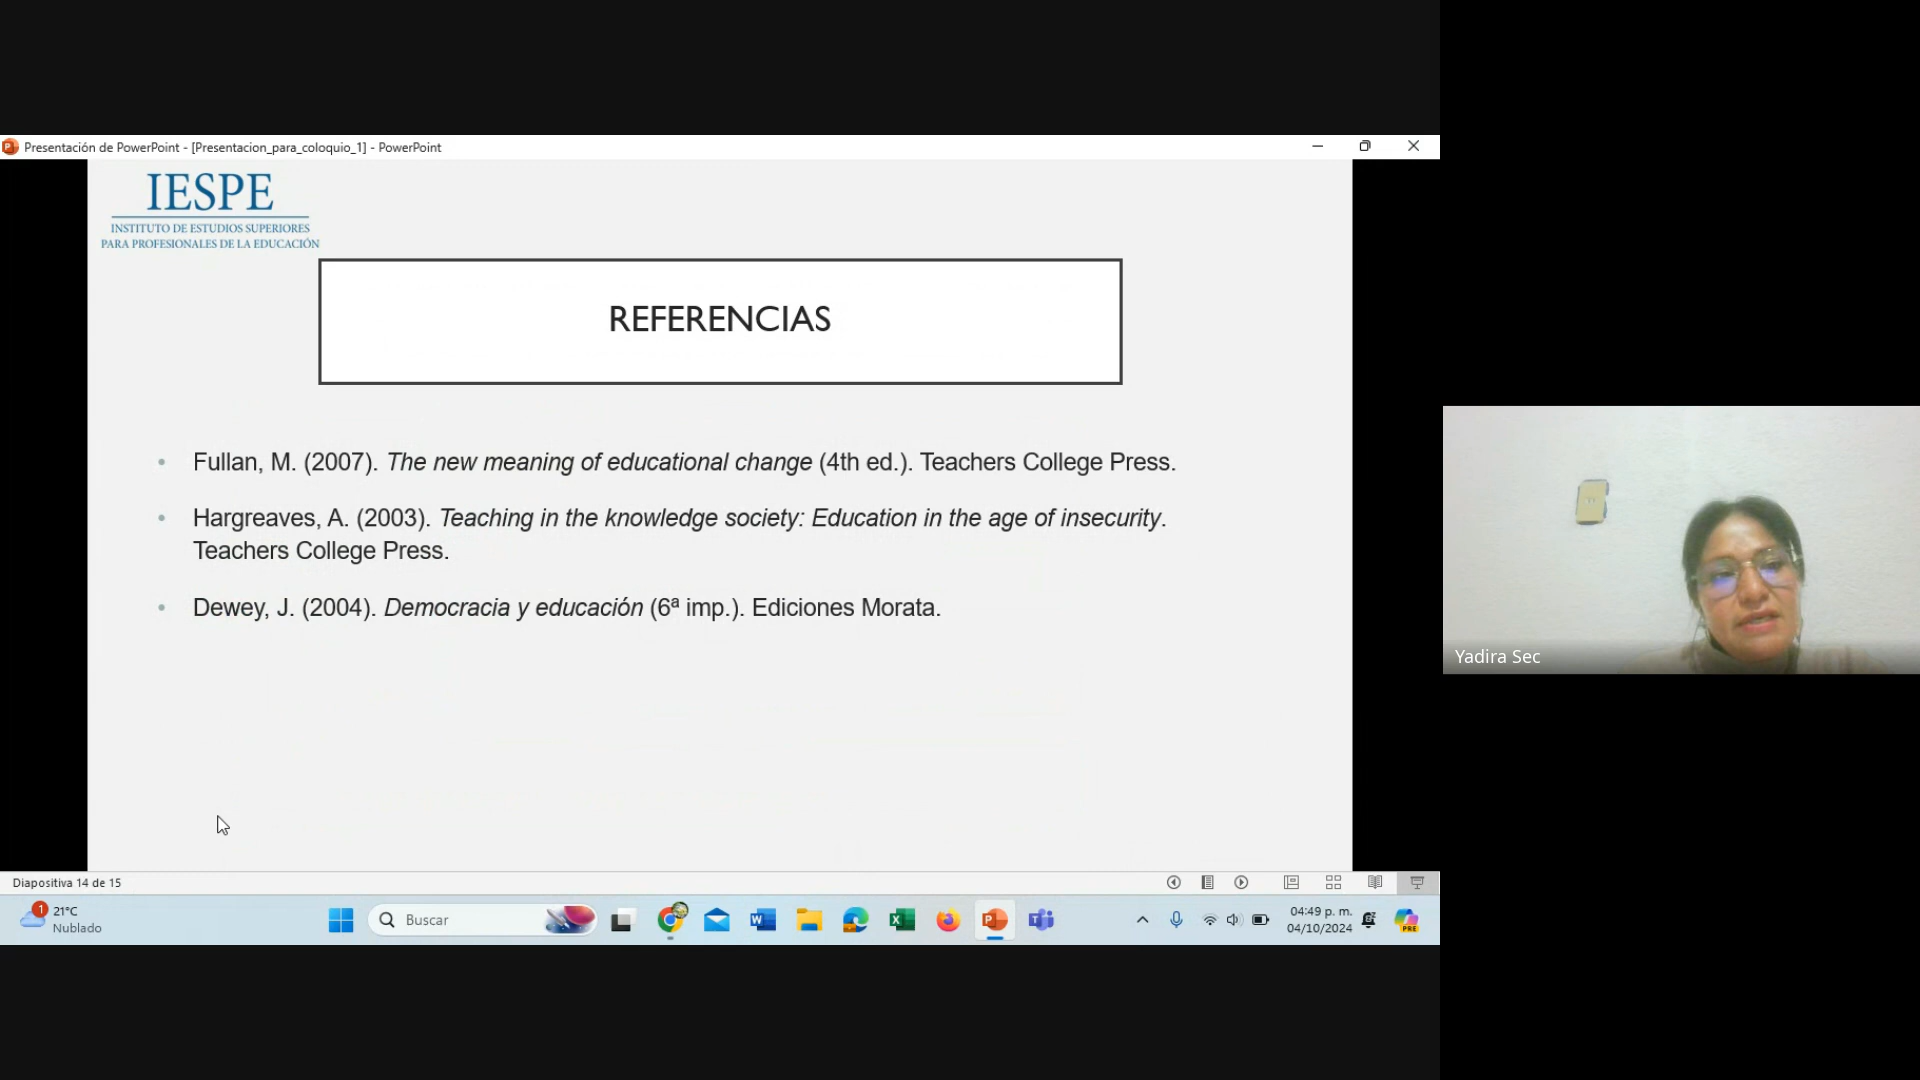 Presentación de PowerPoint - [Presentacion_para_coloquio_1] - PowerPoint
IESPE
INSTITUTO DE ESTUDIOS SUPERIORES
PARA PROFESIONALES DE LA EDUCACIÓN
REFERENCIAS
• Fullan, M. (2007). The new meaning of educational change (4th ed.). Teachers College Press.
• Hargreaves, A. (2003). Teaching in the knowledge society: Education in the age of insecurity.
Teachers College Press.
• Dewey, J. (2004). Democracia y educación (6ª imp.). Ediciones Morata.
Yadira Sec
Diapositiva 14 de 15
1
21°C
Nublado
Buscar
04:49 p. m.
04/10/2024
PRE